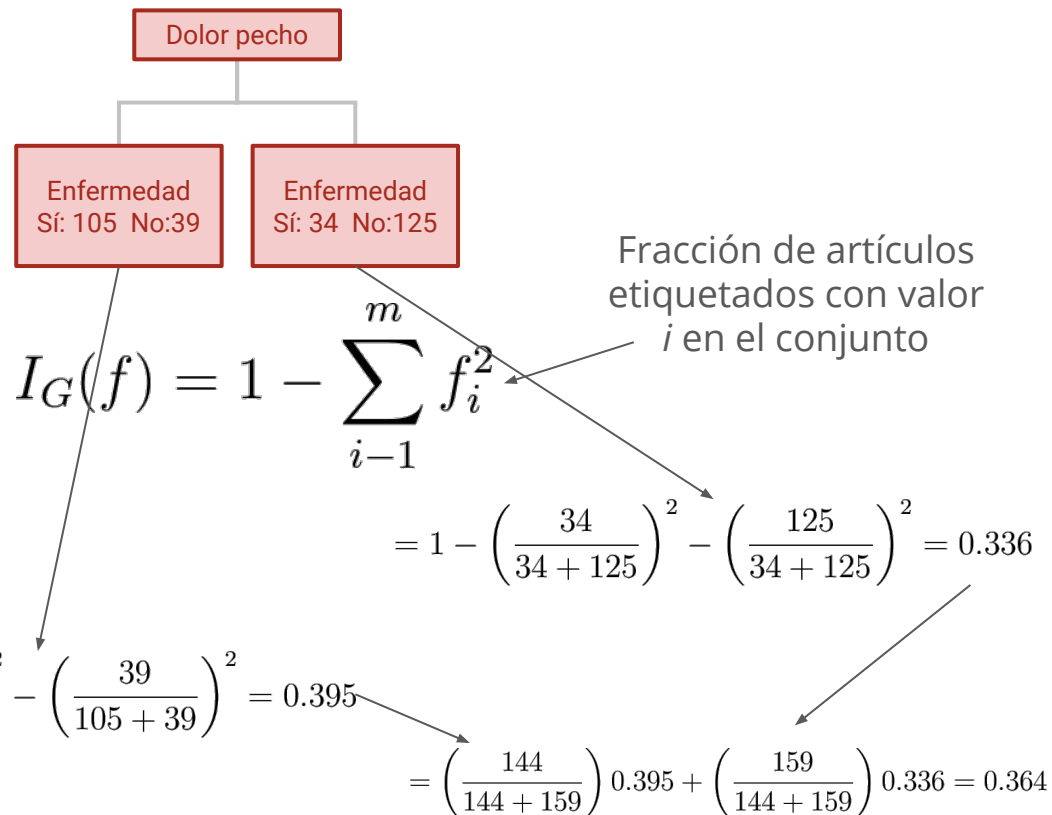 Dolor pecho
Enfermedad
Sí: 105 No:39
Enfermedad
Sí: 34 No:125
Fracción de artículos
etiquetados con valor
i en el conjunto
I_G(f) = 1 − ∑_{i−1}^{m} f_i^2
= 1 − (34/(34 + 125))^2 − (125/(34 + 125))^2 = 0.336
− (39/(105 + 39))^2 = 0.395
= (144/(144 + 159)) 0.395 + (159/(144 + 159)) 0.336 = 0.364